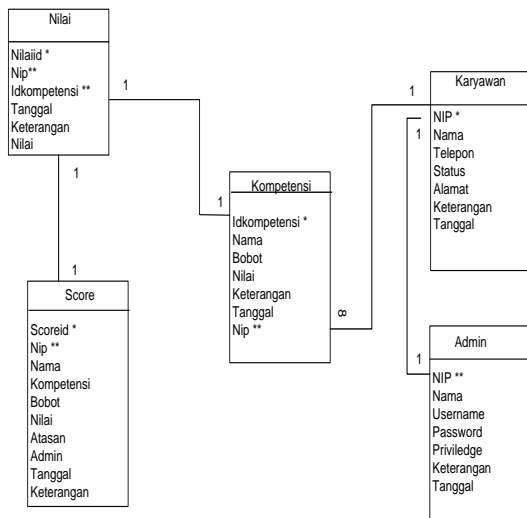 Nilai
Nilaiid *
Nip**
Idkompetensi **
Tanggal
Keterangan
Nilai
1
1
1
1
Score
Scoreid *
Nip **
Nama
Kompetensi
Bobot
Nilai
Atasan
Admin
Tanggal
Keterangan
Kompetensi
Idkompetensi *
Nama
Bobot
Nilai
Keterangan
Tanggal
Nip **
∞
1
Karyawan
NIP *
Nama
Telepon
Status
Alamat
Keterangan
Tanggal
1
1
Admin
NIP **
Nama
Username
Password
Priviledge
Keterangan
Tanggal